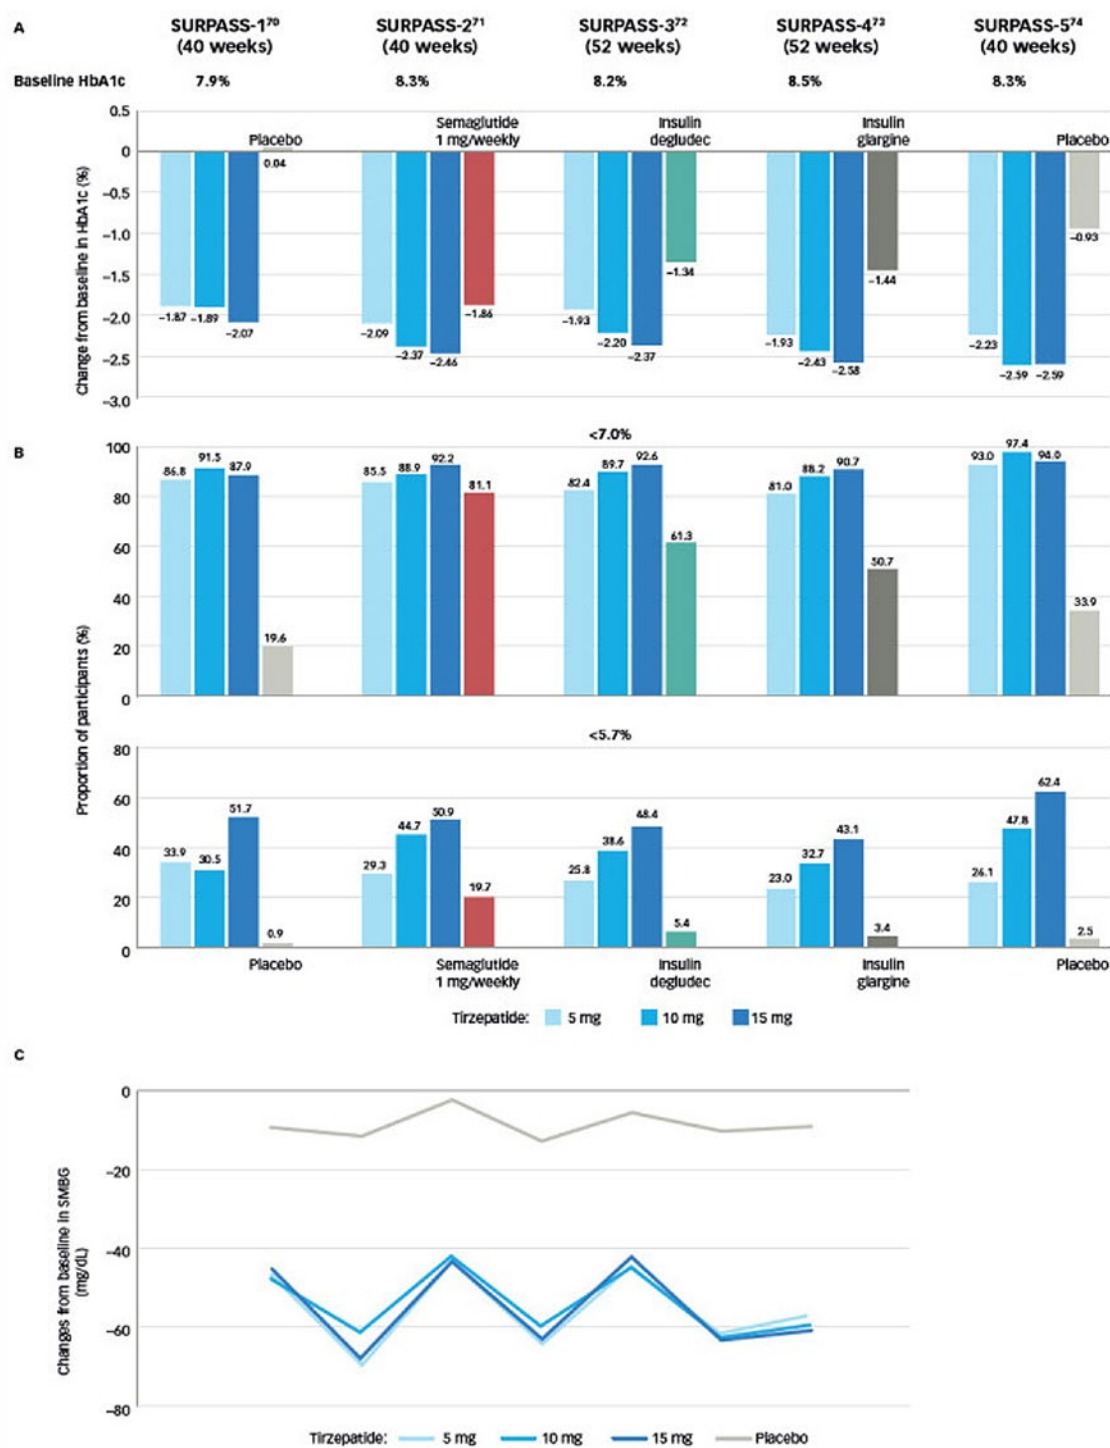 A
SURPASS-1⁷⁰ SURPASS-2⁷¹ SURPASS-3⁷² SURPASS-4⁷³ SURPASS-5⁷⁴
(40 weeks) (40 weeks) (52 weeks) (52 weeks) (40 weeks)
Baseline HbA1c 7.9% 8.3% 8.2% 8.5% 8.3%
Change from baseline in HbA1c (%)
0.5
0
−0.5
−1.0
−1.5
−2.0
−2.5
−3.0
Placebo
Semaglutide
1 mg/weekly
Insulin
degludec
Insulin
glargine
Placebo
−1.87 −1.89 −2.07 0.04
−2.09 −2.37 −2.46 −1.86
−1.93 −2.20 −2.37 −1.34
−1.93 −2.43 −2.58 −1.44
−2.23 −2.59 −2.59 −0.93
B
Proportion of participants (%)
<7.0%
100
80
60
40
20
0
86.8 91.5 87.9 19.6
85.5 88.9 92.2 81.1
82.4 89.7 92.6 61.3
81.0 88.2 90.7 50.7
93.0 97.4 94.0 33.9
<5.7%
80
60
40
20
0
33.9 30.5 51.7 0.9
29.3 44.7 50.9 19.7
25.8 38.6 48.4 5.4
23.0 32.7 43.1 3.4
26.1 47.8 62.4 2.5
Placebo
Semaglutide
1 mg/weekly
Insulin
degludec
Insulin
glargine
Placebo
Tirzepatide: 5 mg 10 mg 15 mg
C
Changes from baseline in SMBG
(mg/dL)
0
−20
−40
−60
−80
Tirzepatide: 5 mg 10 mg 15 mg Placebo